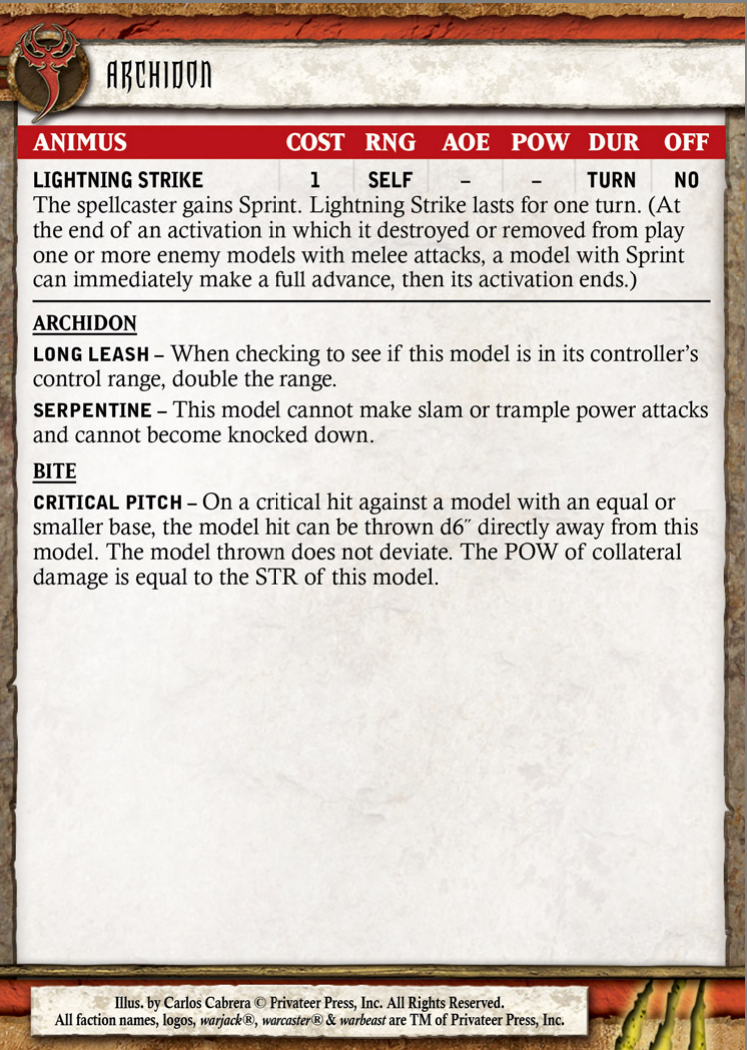 ARCHIDON
ANIMUS COST RNG AOE POW DUR OFF
LIGHTNING STRIKE 1 SELF – – TURN NO
The spellcaster gains Sprint. Lightning Strike lasts for one turn. (At
the end of an activation in which it destroyed or removed from play
one or more enemy models with melee attacks, a model with Sprint
can immediately make a full advance, then its activation ends.)
ARCHIDON
LONG LEASH – When checking to see if this model is in its controller’s
control range, double the range.
SERPENTINE – This model cannot make slam or trample power attacks
and cannot become knocked down.
BITE
CRITICAL PITCH – On a critical hit against a model with an equal or
smaller base, the model hit can be thrown d6˝ directly away from this
model. The model thrown does not deviate. The POW of collateral
damage is equal to the STR of this model.
Illus. by Carlos Cabrera © Privateer Press, Inc. All Rights Reserved.
All faction names, logos, warjack®, warcaster® & warbeast are TM of Privateer Press, Inc.